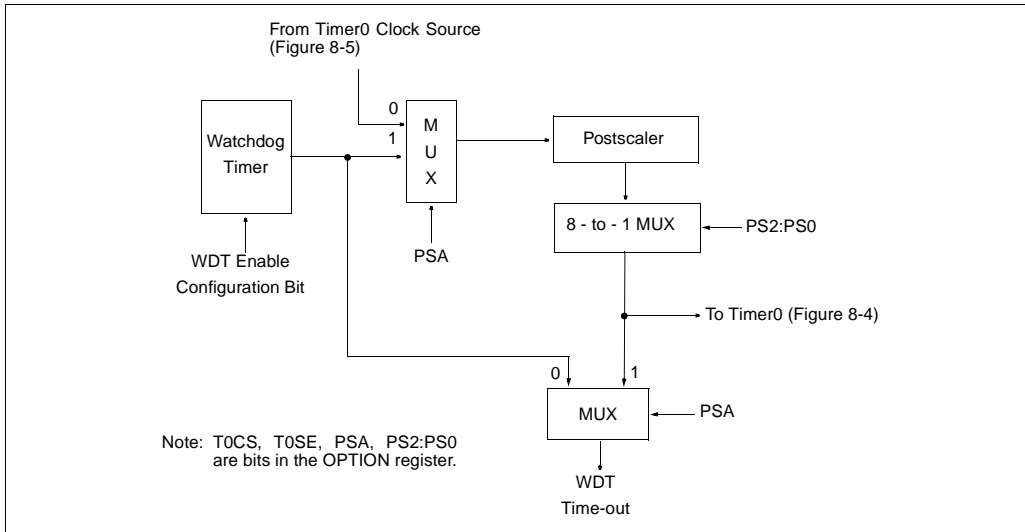 From Timer0 Clock Source
(Figure 8-5)
0
1
M
U
X
Watchdog
Timer
Postscaler
8 - to - 1 MUX
PS2:PS0
PSA
WDT Enable
Configuration Bit
To Timer0 (Figure 8-4)
0
1
MUX
PSA
Note: T0CS, T0SE, PSA, PS2:PS0
are bits in the OPTION register.
WDT
Time-out